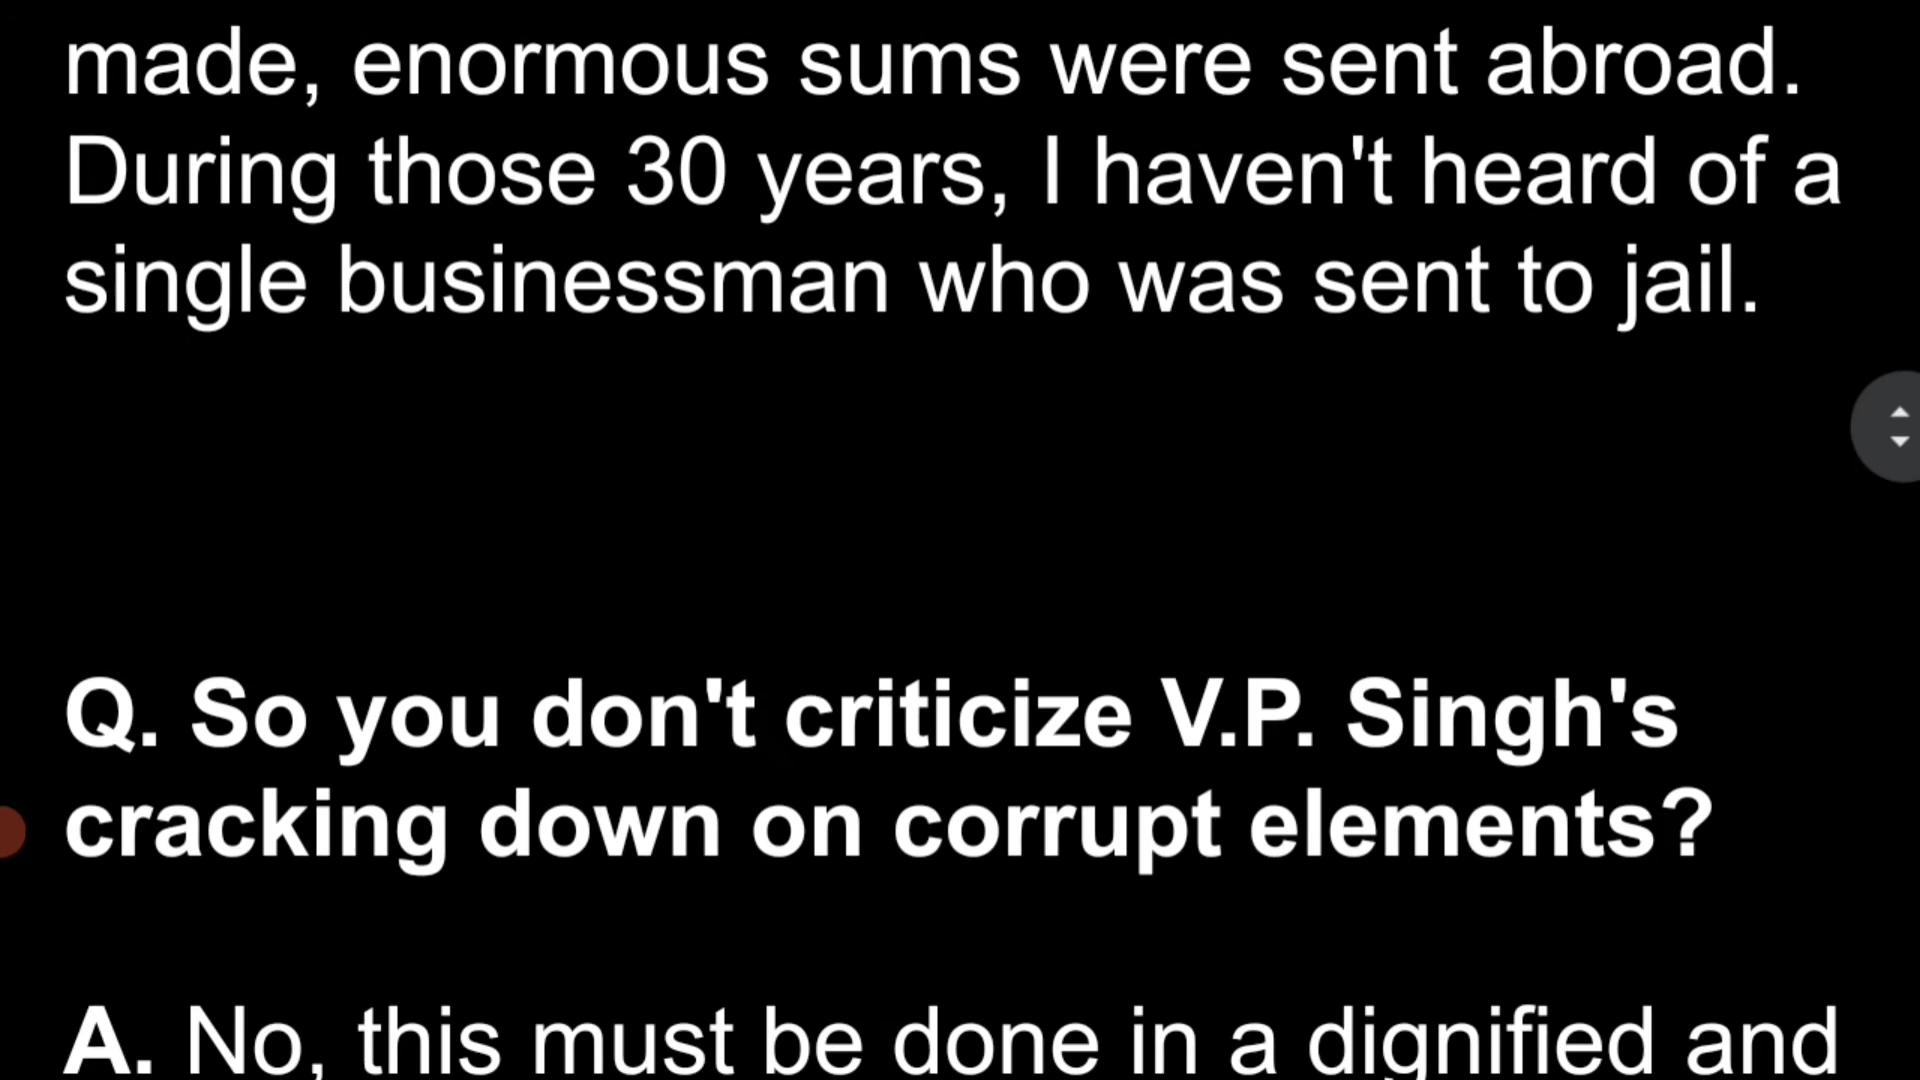 made, enormous sums were sent abroad.
During those 30 years, I haven't heard of a
single businessman who was sent to jail.
Q. So you don't criticize V.P. Singh's
cracking down on corrupt elements?
A. No, this must be done in a dignified and